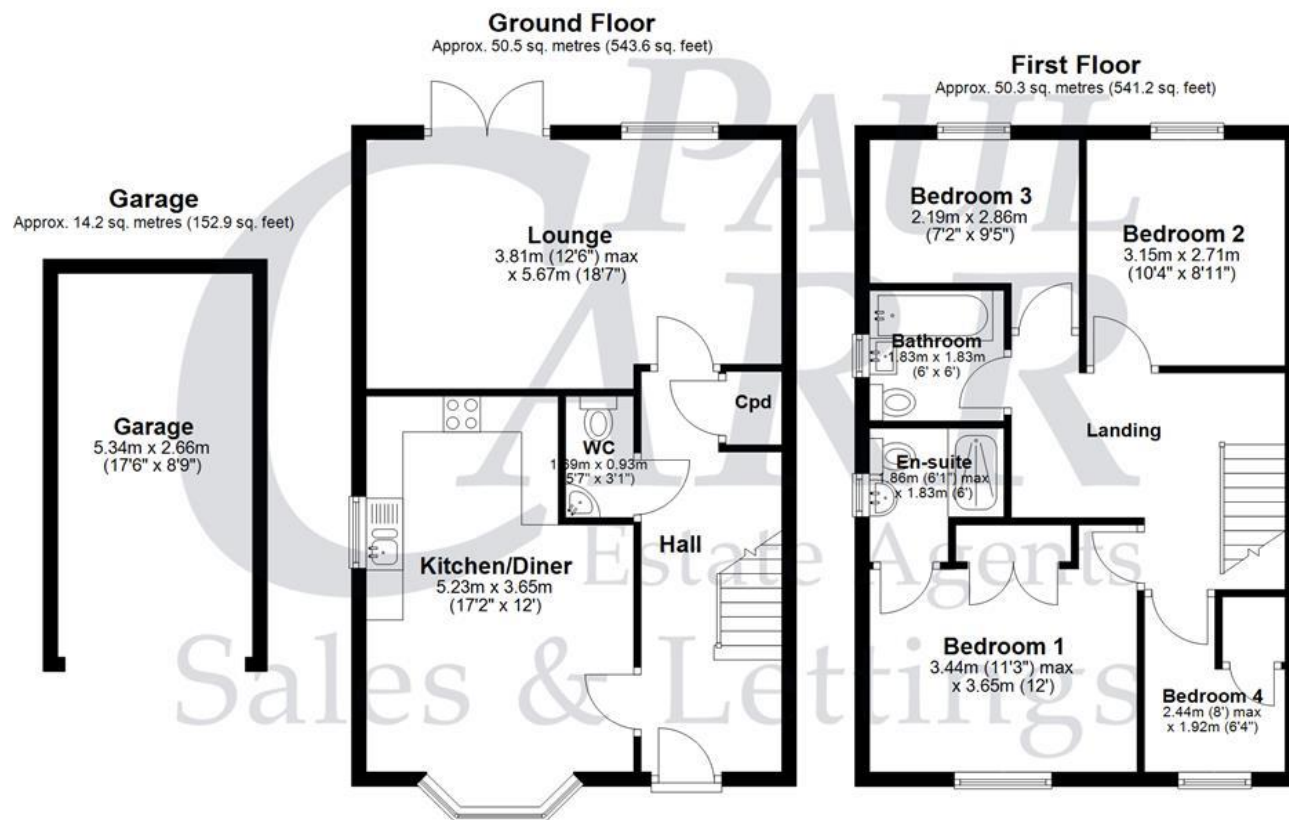 Ground Floor
Approx. 50.5 sq. metres (543.6 sq. feet)
Lounge
3.81m (12'6") max
x 5.67m (18'7")
Cpd
WC
1.69m x 0.93m
(5'7" x 3'1")
Kitchen/Diner
5.23m x 3.65m
(17'2" x 12')
Hall
First Floor
Approx. 50.3 sq. metres (541.2 sq. feet)
Bedroom 3
2.19m x 2.86m
(7'2" x 9'5")
Bedroom 2
3.15m x 2.71m
(10'4" x 8'11")
Bathroom
1.83m x 1.83m
(6' x 6')
Landing
En-suite
1.86m (6'1") max
x 1.83m (6')
Bedroom 1
3.44m (11'3") max
x 3.65m (12')
Bedroom 4
2.44m (8') max
x 1.92m (6'4")
Garage
Approx. 14.2 sq. metres (152.9 sq. feet)
Garage
5.34m x 2.66m
(17'6" x 8'9")
PAUL
CARR
Estate Agents
Sales & Lettings